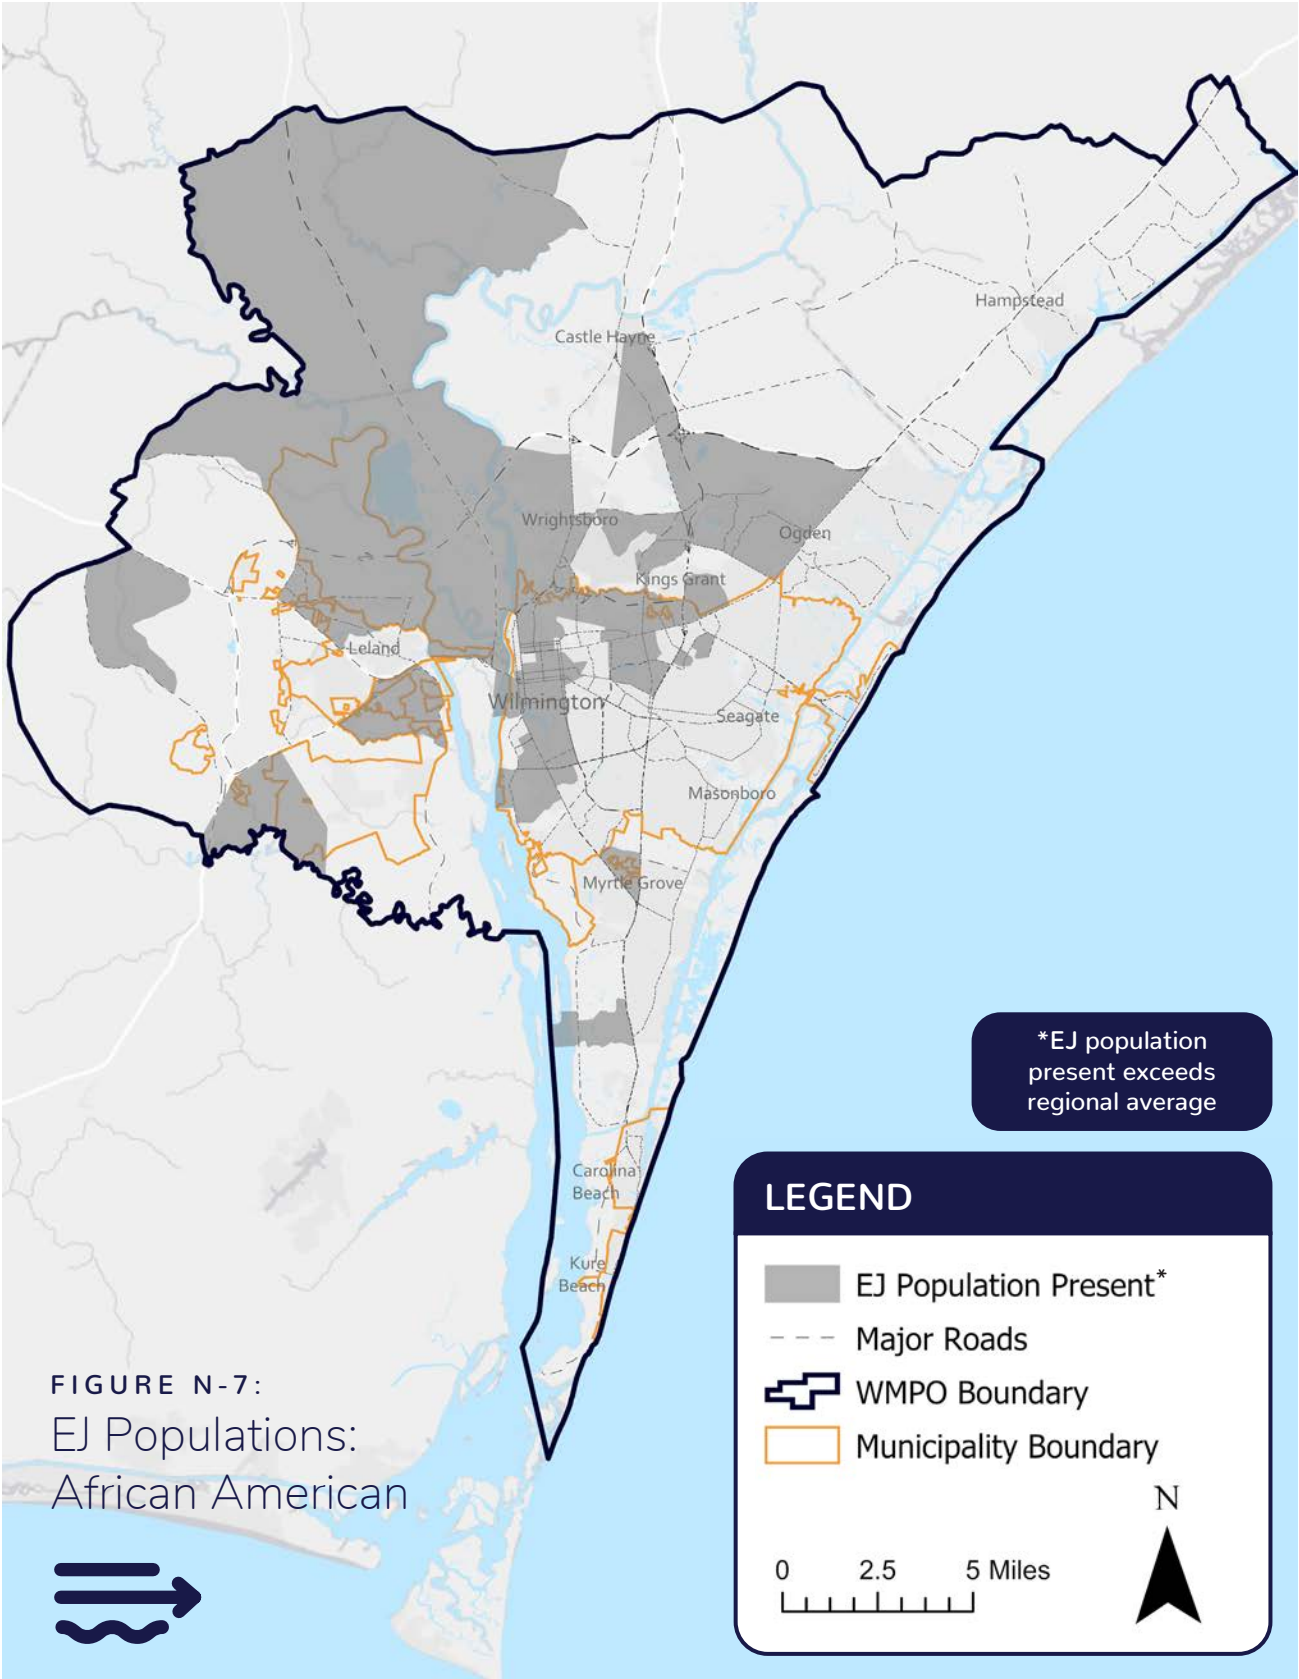 Hampstead
Castle Hayne
Wrightsboro
Ogden
Kings Grant
Leland
Wilmington
Seagate
Masonboro
Myrtle Grove
*EJ population
present exceeds
regional average
Carolina
Beach
Kure
Beach
LEGEND
EJ Population Present*
Major Roads
WMPO Boundary
Municipality Boundary
N
0 2.5 5 Miles
FIGURE N-7:
EJ Populations:
African American